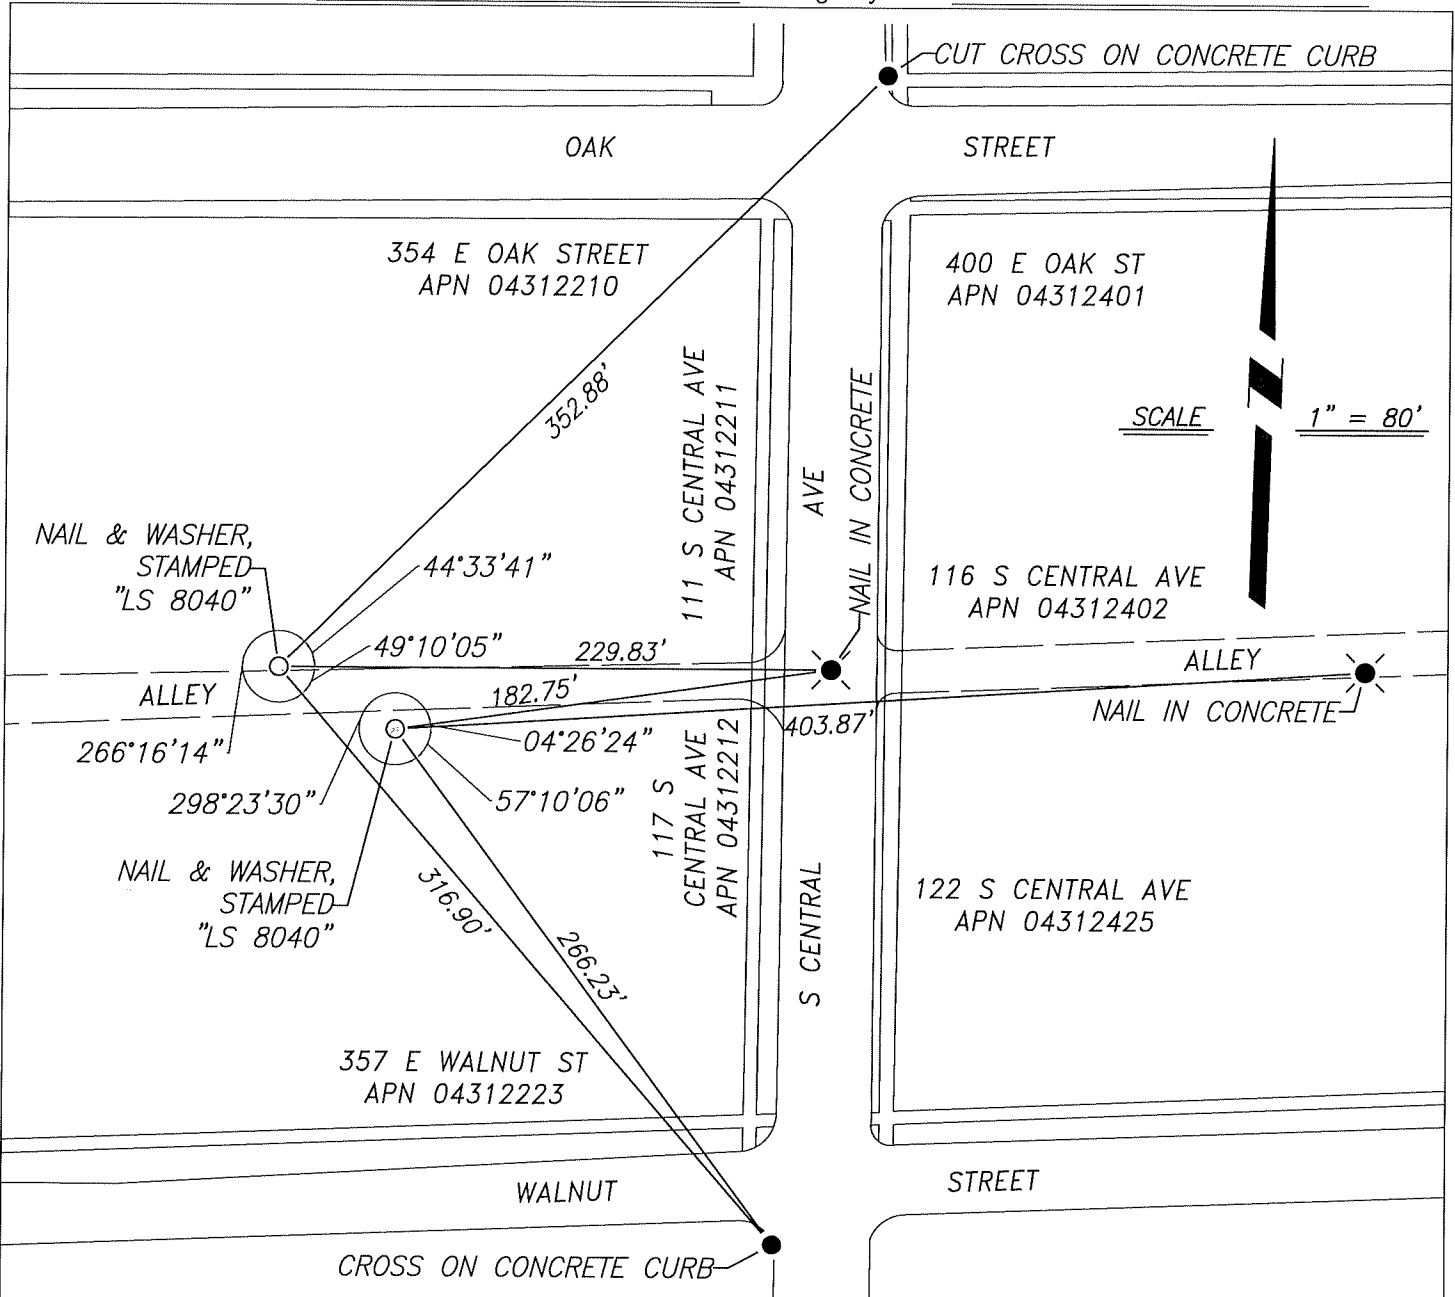 CUT CROSS ON CONCRETE CURB
OAK STREET
354 E OAK STREET
APN 04312210
400 E OAK ST
APN 04312401
352.88'
111 S CENTRAL AVE
APN 04312211
AVE
NAIL IN CONCRETE
SCALE 1" = 80'
NAIL & WASHER,
STAMPED
"LS 8040"
44°33'41"
116 S CENTRAL AVE
APN 04312402
49°10'05"
229.83'
ALLEY
ALLEY
182.75'
NAIL IN CONCRETE
403.87'
266°16'14"
04°26'24"
298°23'30"
57°10'06"
117 S
CENTRAL AVE
APN 04312212
NAIL & WASHER,
STAMPED
"LS 8040"
316.90'
266.23'
S CENTRAL
122 S CENTRAL AVE
APN 04312425
357 E WALNUT ST
APN 04312223
WALNUT STREET
CROSS ON CONCRETE CURB